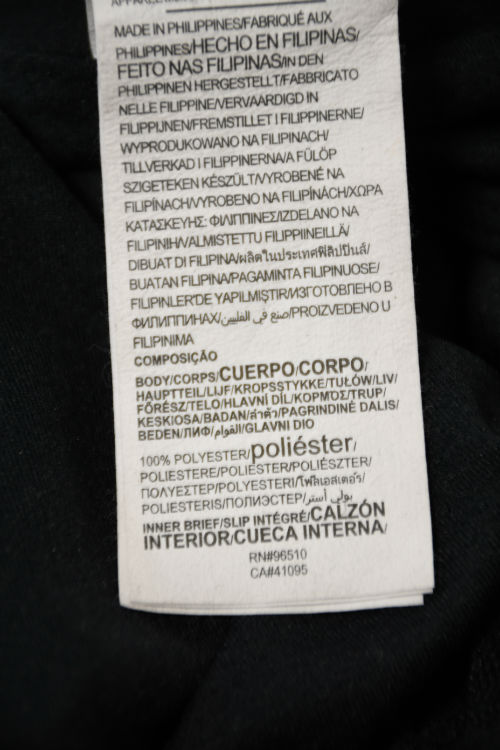 MADE IN PHILIPPINES/FABRIQUÉ AUX
PHILIPPINES/HECHO EN FILIPINAS/
FEITO NAS FILIPINAS/IN DEN
PHILIPPINEN HERGESTELLT/FABBRICATO
NELLE FILIPPINE/VERVAARDIGD IN
FILIPPIJNEN/FREMSTILLET I FILIPPINERNE/
WYPRODUKOWANO NA FILIPINACH/
TILLVERKAD I FILIPPINERNA/A FÜLÖP
SZIGETEKEN KÉSZÜLT/VYROBENÉ NA
FILIPÍNACH/VYROBENO NA FILIPÍNÁCH/ΧΩΡΑ
ΚΑΤΑΣΚΕΥΗΣ: ΦΙΛΙΠΠΙΝΕΣ/IZDELANO NA
FILIPINIH/VALMISTETTU FILIPPIINEILLÄ/
DIBUAT DI FILIPINA/ผลิตในประเทศฟิลิปปินส์/
BUATAN FILIPINA/PAGAMINTA FILIPINUOSE/
FILIPINLER'DE YAPILMIŞTIR/ИЗГОТОВЛЕНО В
ФИЛИППИНАХ/صنع في الفلبين/PROIZVEDENO U
FILIPINIMA
COMPOSIÇÃO
BODY/CORPS/CUERPO/CORPO/
HAUPTTEIL/LIJF/KROPSSTYKKE/TUŁÓW/LIV/
FŐRÉSZ/TELO/HLAVNÍ DÍL/ΚΟΡΜΟΣ/TRUP/
KESKIOSA/BADAN/ลำตัว/PAGRINDINĖ DALIS/
BEDEN/ЛИФ/القوام/GLAVNI DIO
100% POLYESTER/poliéster/
POLIESTERE/POLIESTER/POLIÉSZTER/
ΠΟΛΥΕΣΤΕΡ/POLYESTERI/โพลีเอสเตอร์/
POLIESTERIS/ПОЛИЭСТЕР/بولي أستر
INNER BRIEF/SLIP INTÉGRÉ/CALZÓN
INTERIOR/CUECA INTERNA/
RN#96510
CA#41095